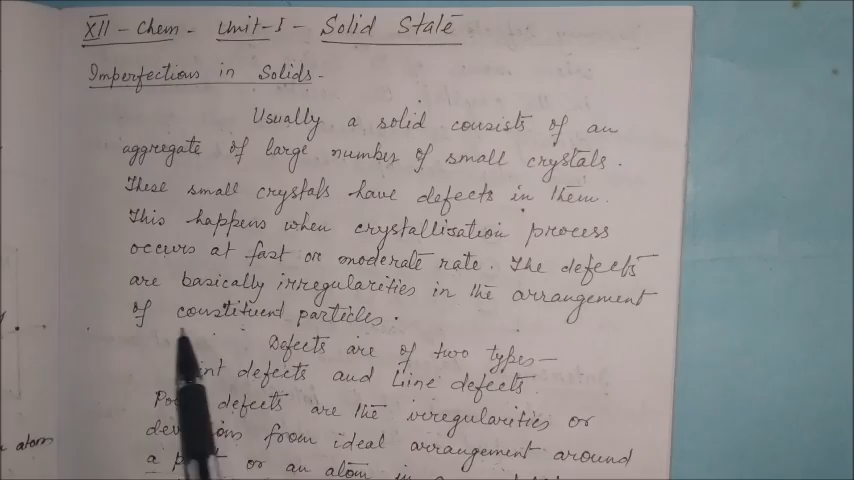 XII - Chem - Unit-I - Solid State
Imperfections in Solids -
Usually a solid consists of an
aggregate of large number of small crystals.
These small crystals have defects in them.
This happens when crystallisation process
occurs at fast or moderate rate. The defects
are basically irregularities in the arrangement
of constituent particles.
Defects are of two types -
defects and Line defects.
defects are the irregularities or
from ideal arrangement around
a or an atom in a
atom